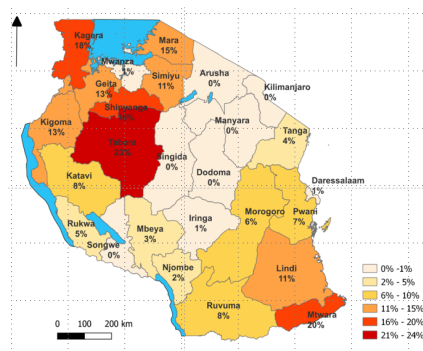 Kagera
18%
Mara
15%
Mwanza
Geita
13%
Simiyu
11%
Arusha
0%
Kilimanjaro
0%
Shinyanga
Kigoma
13%
Manyara
0%
Tanga
4%
Tabora
Singida
0%
Dodoma
0%
Katavi
8%
Daressalaam
1%
Morogoro
6%
Pwani
7%
Rukwa
5%
Songwe
0%
Mbeya
3%
Iringa
1%
Njombe
2%
Lindi
11%
Ruvuma
8%
Mtwara
20%
0% -1%
2% - 5%
6% - 10%
11% - 15%
16% - 20%
21% - 24%
0 100 200 km